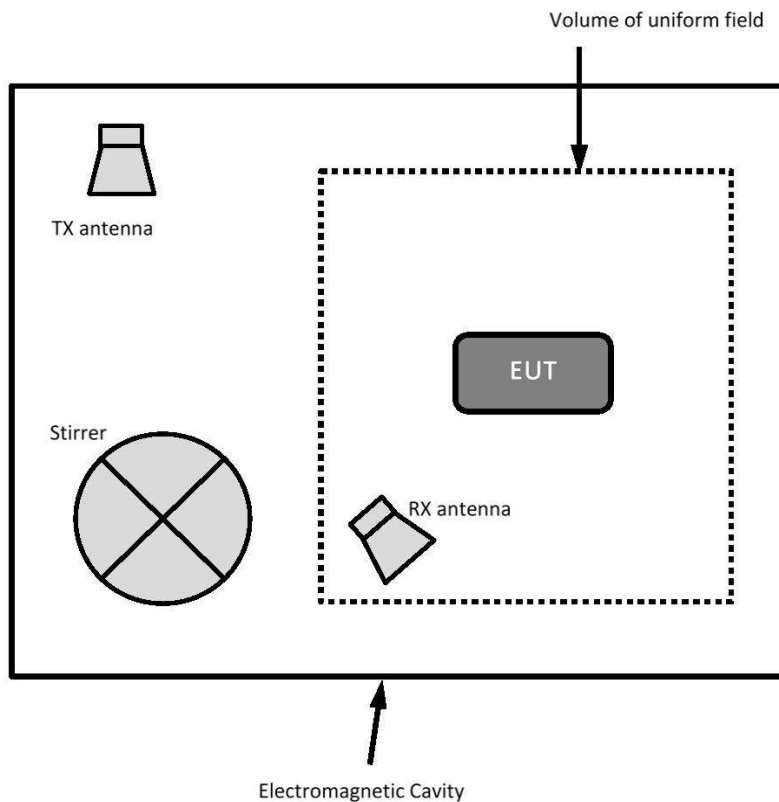 Volume of uniform field
TX antenna
EUT
Stirrer
RX antenna
Electromagnetic Cavity